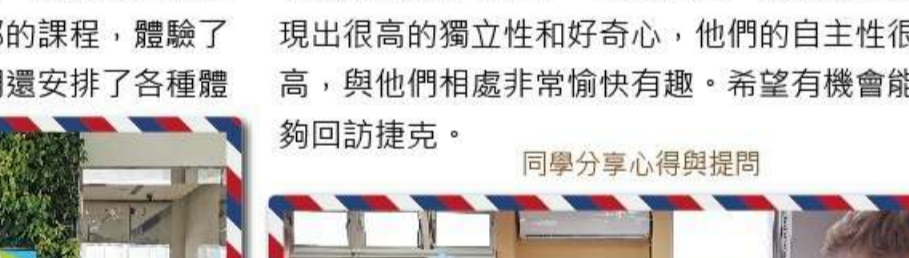 的課程，體驗了
還安排了各種體
現出很高的獨立性和好奇心，他們的自主性很
高，與他們相處非常愉快有趣。希望有機會能
夠回訪捷克。
同學分享心得與提問